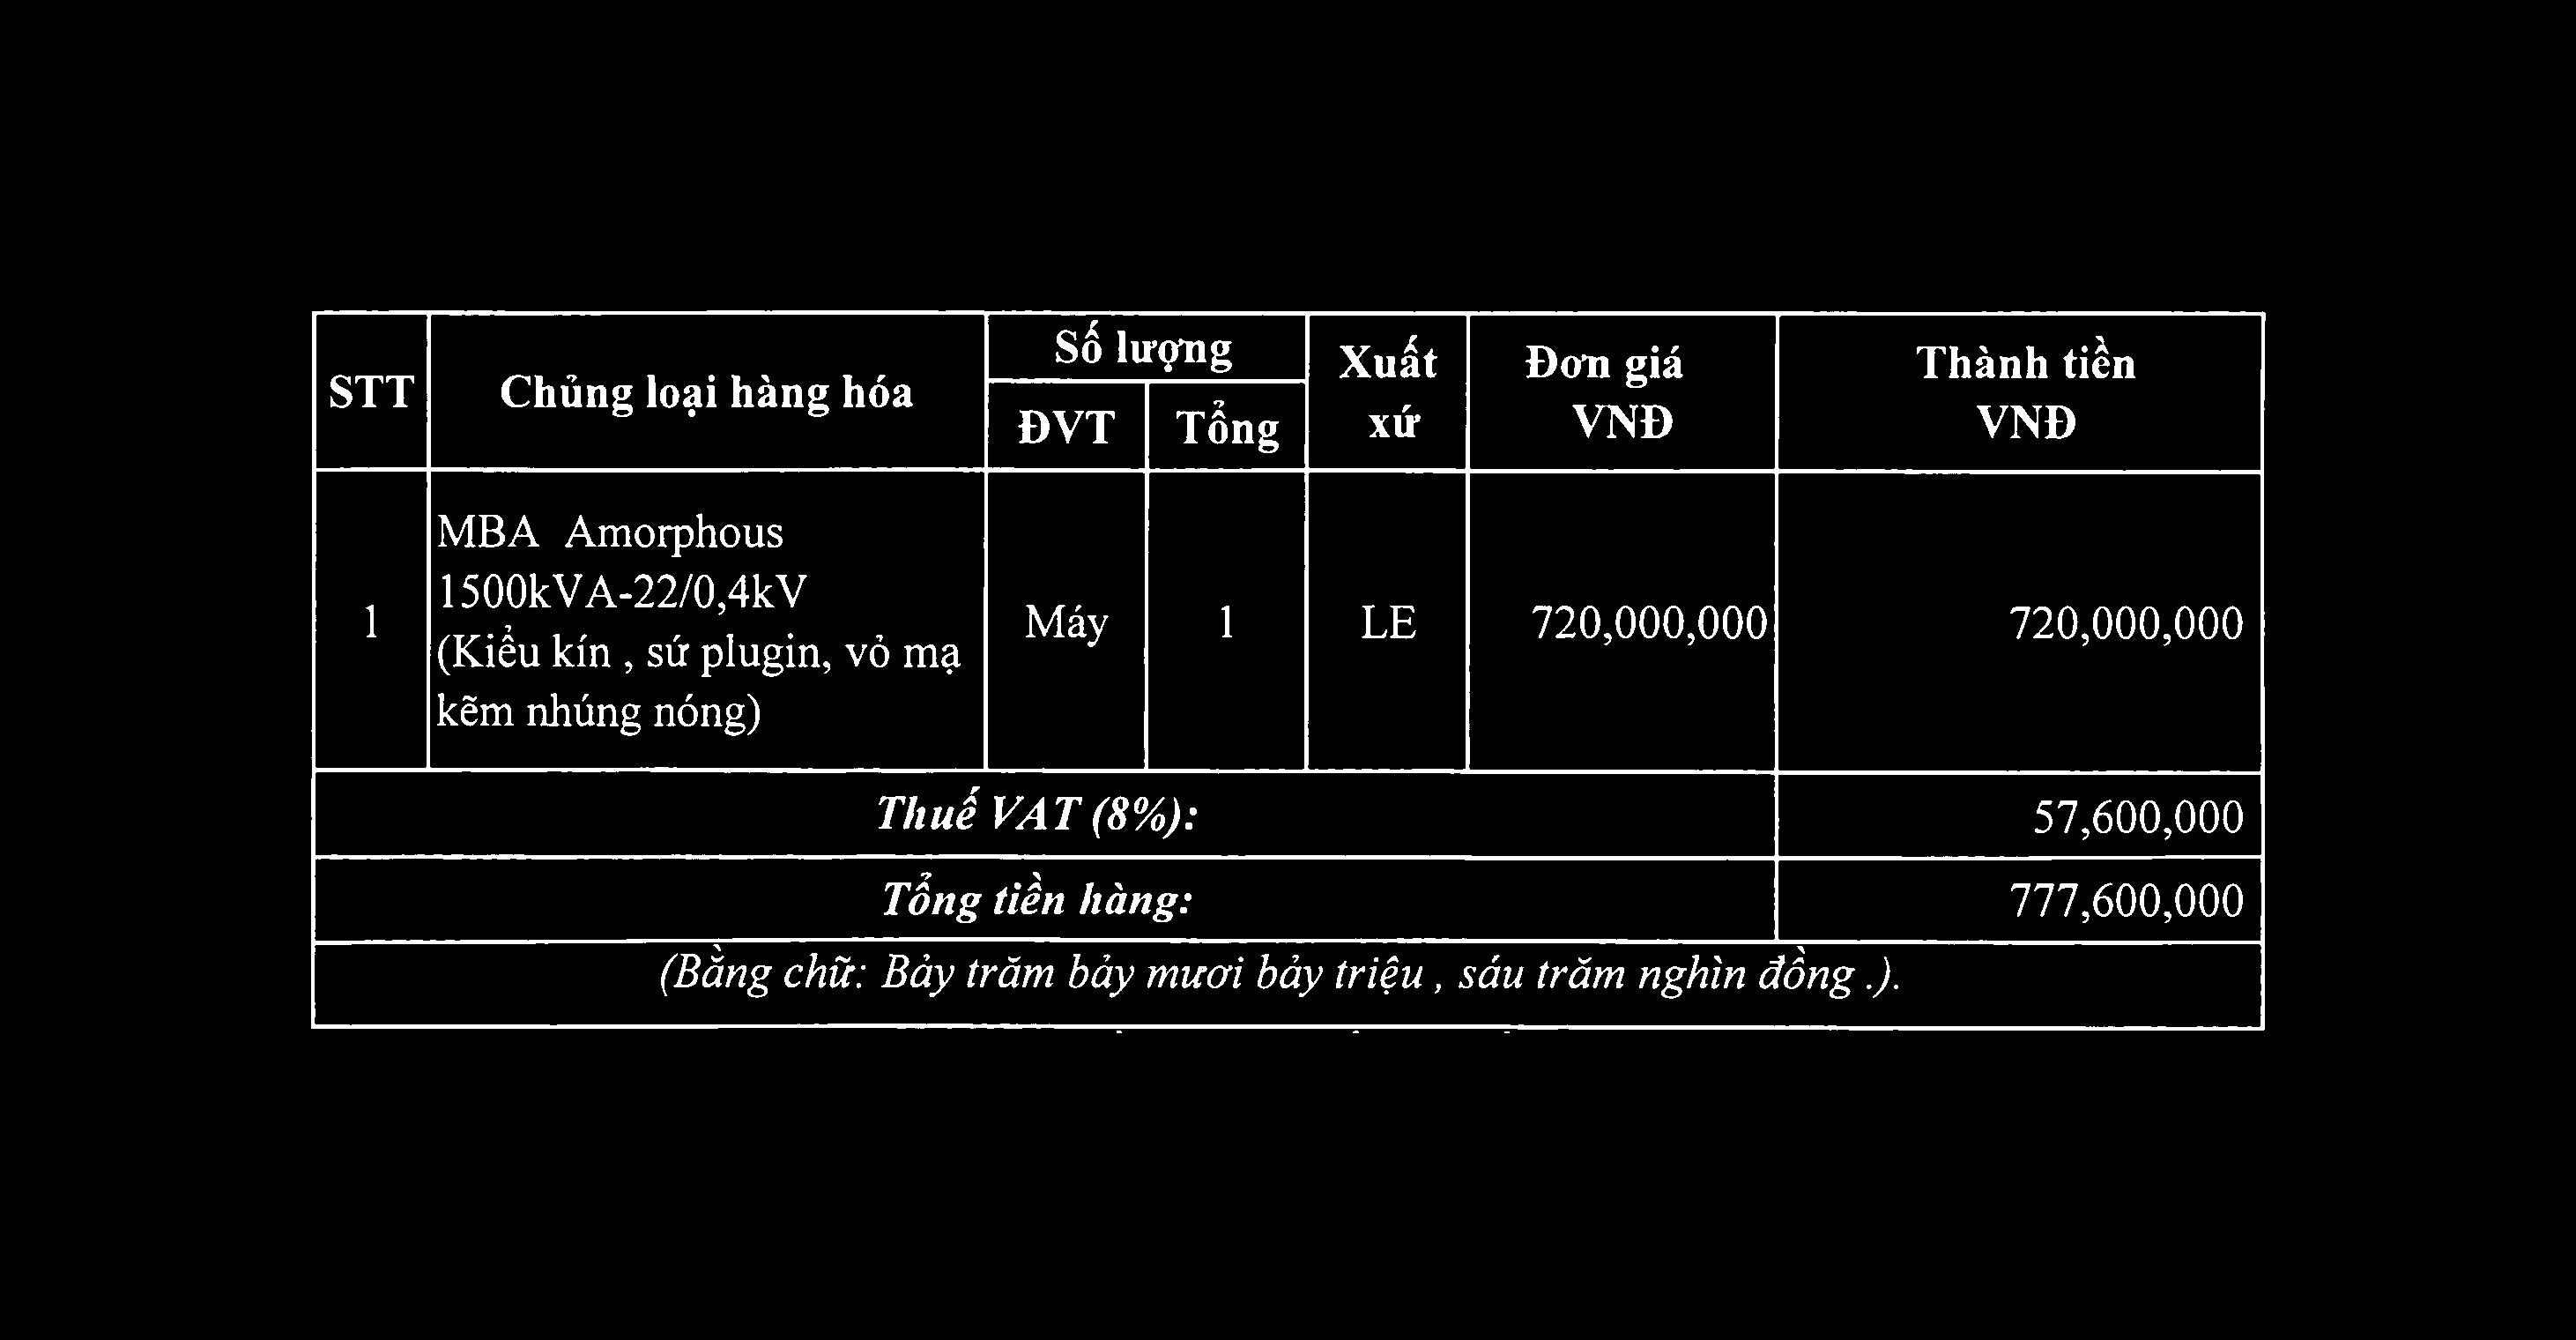 STT
Chủng loại hàng hóa
Số lượng
ĐVT
Tổng
Xuất
xứ
Đơn giá
VNĐ
Thành tiền
VNĐ
1
MBA Amorphous
1500kVA-22/0,4kV
(Kiểu kín , sứ plugin, vỏ mạ
kẽm nhúng nóng)
Máy
1
LE
720,000,000
720,000,000
Thuế VAT (8%):
57,600,000
Tổng tiền hàng:
777,600,000
(Bằng chữ: Bảy trăm bảy mươi bảy triệu , sáu trăm nghìn đồng .).